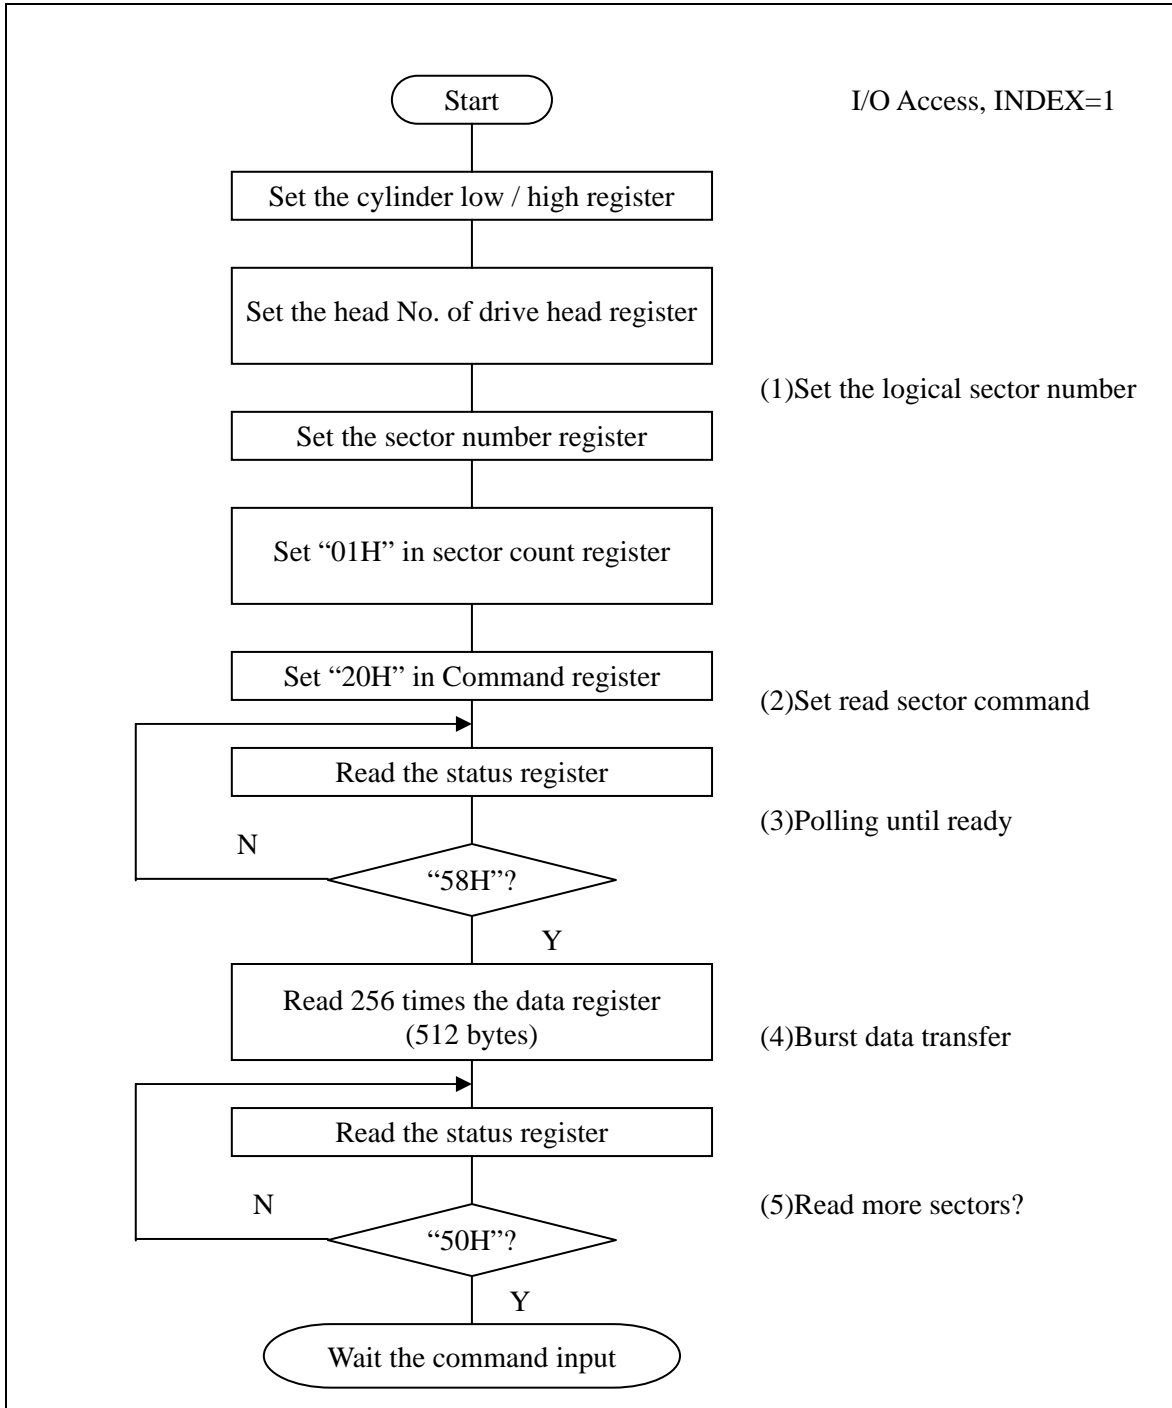 Start
I/O Access, INDEX=1
Set the cylinder low / high register
Set the head No. of drive head register
(1)Set the logical sector number
Set the sector number register
Set “01H” in sector count register
Set “20H” in Command register
(2)Set read sector command
Read the status register
(3)Polling until ready
N
“58H”?
Y
Read 256 times the data register
(512 bytes)
(4)Burst data transfer
Read the status register
N
(5)Read more sectors?
“50H”?
Y
Wait the command input